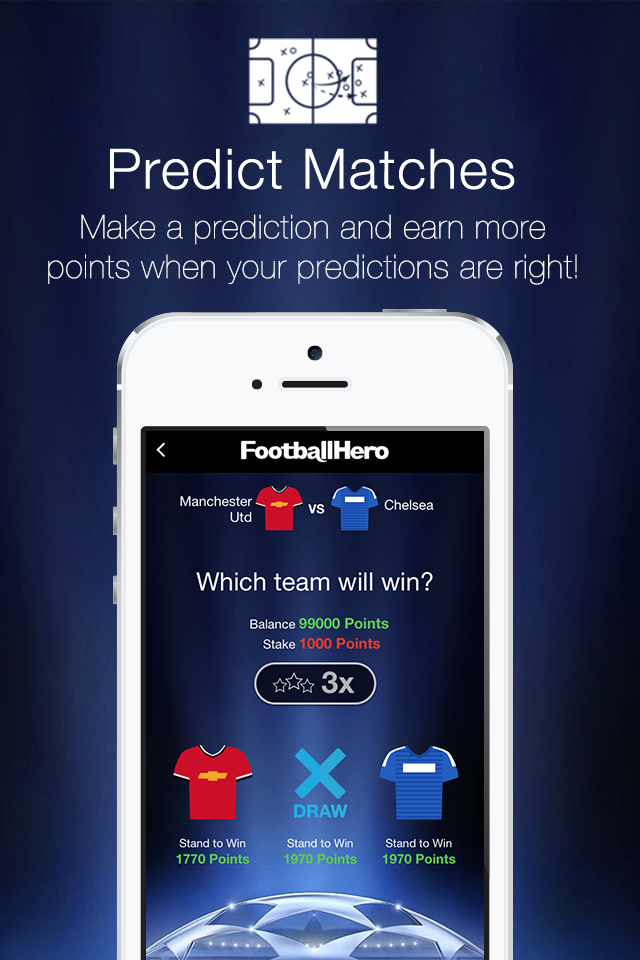 Predict Matches
Make a prediction and earn more
points when your predictions are right!
FootballHero
Manchester
Utd
vs
Chelsea
Which team will win?
Balance 99000 Points
Stake 1000 Points
3x
DRAW
Stand to Win
1770 Points
Stand to Win
1970 Points
Stand to Win
1970 Points